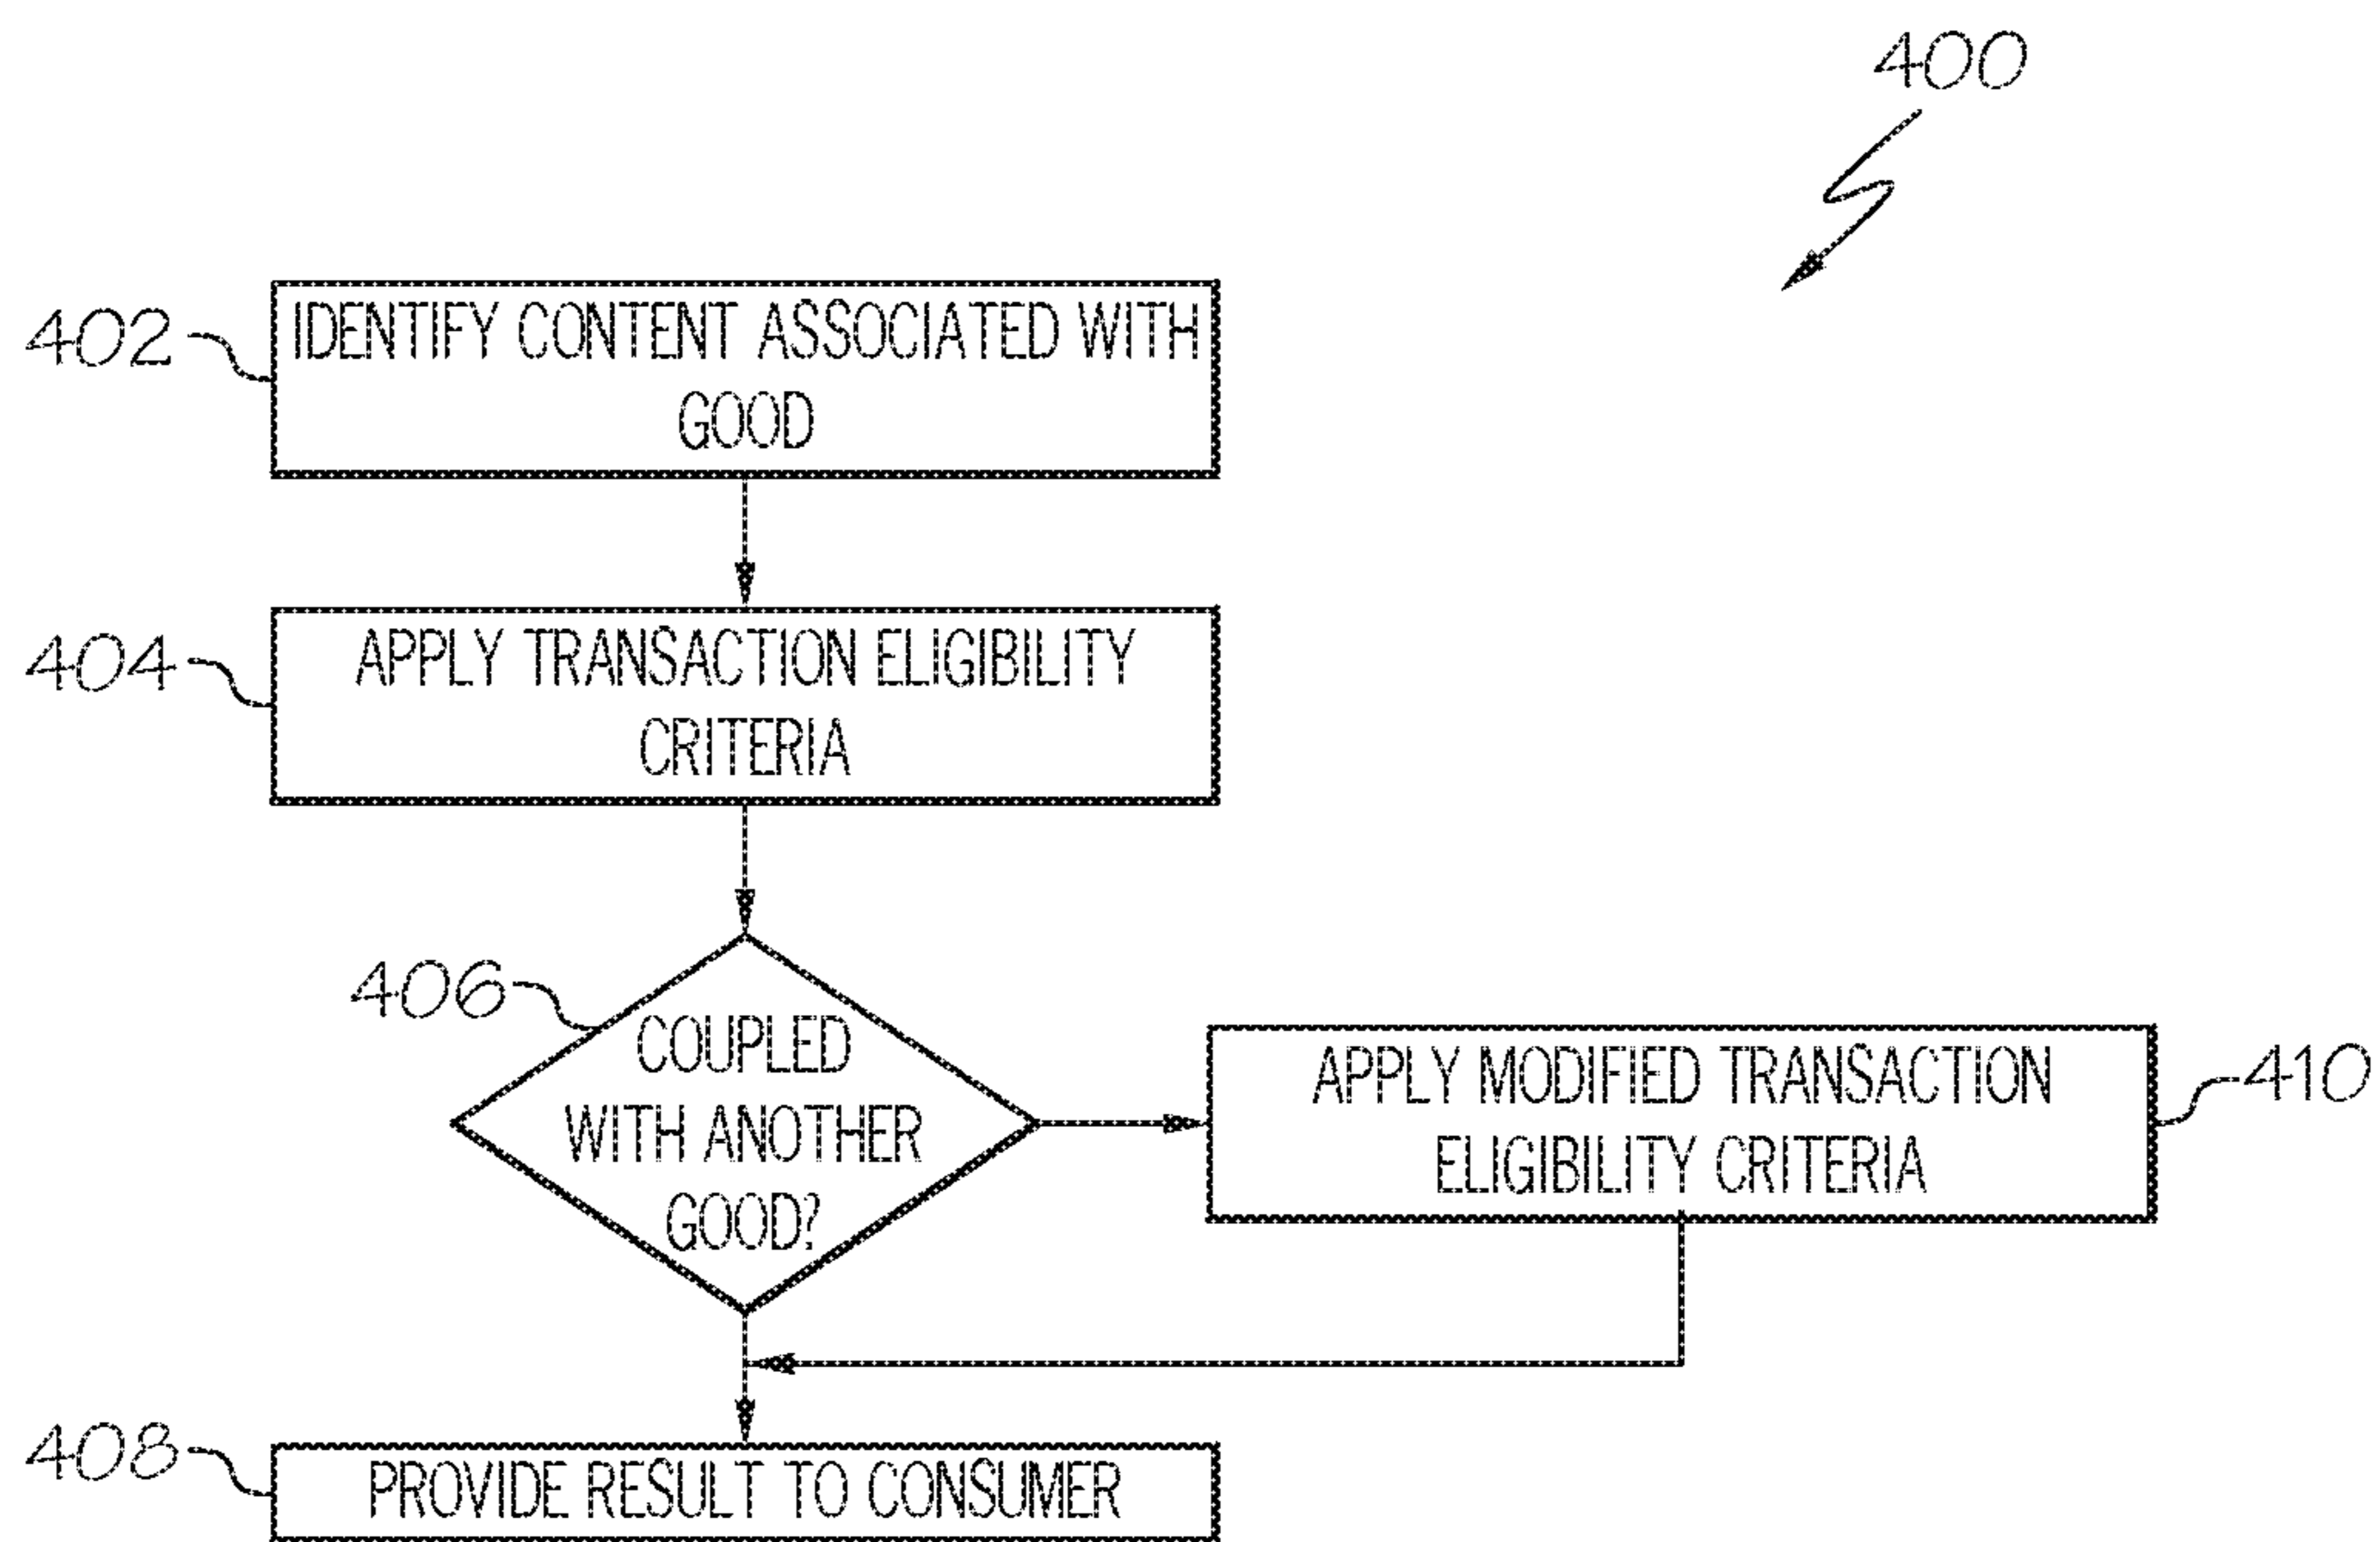 400
402
IDENTIFY CONTENT ASSOCIATED WITH
GOOD
404
APPLY TRANSACTION ELIGIBILITY
CRITERIA
406
COUPLED
WITH ANOTHER
GOOD?
APPLY MODIFIED TRANSACTION
ELIGIBILITY CRITERIA
410
408
PROVIDE RESULT TO CONSUMER